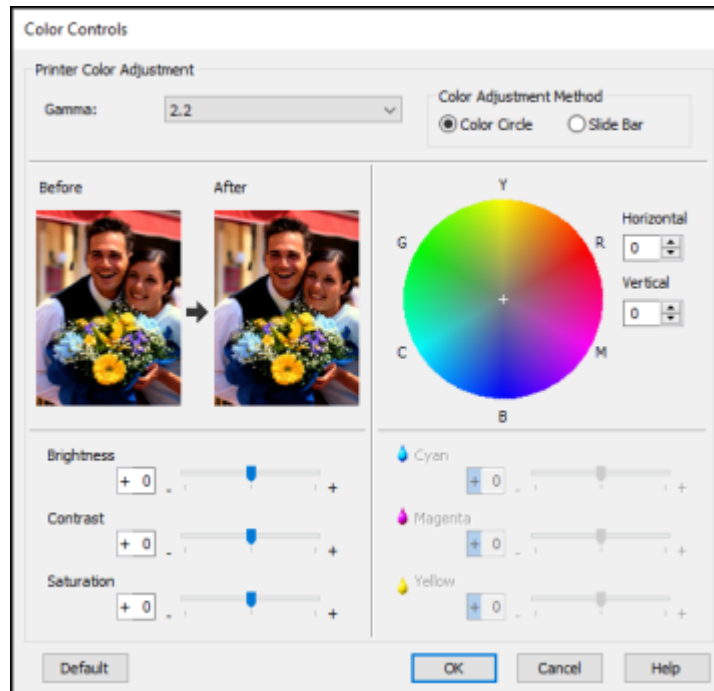 Color Controls
Printer Color Adjustment
Gamma: 2.2
Color Adjustment Method
Color Circle Slide Bar
Before After
Y
G R
C M
B
Horizontal
0
Vertical
0
Brightness
+ 0 - +
Contrast
+ 0 - +
Saturation
+ 0 - +
Cyan
+ 0 - +
Magenta
+ 0 - +
Yellow
+ 0 - +
Default OK Cancel Help